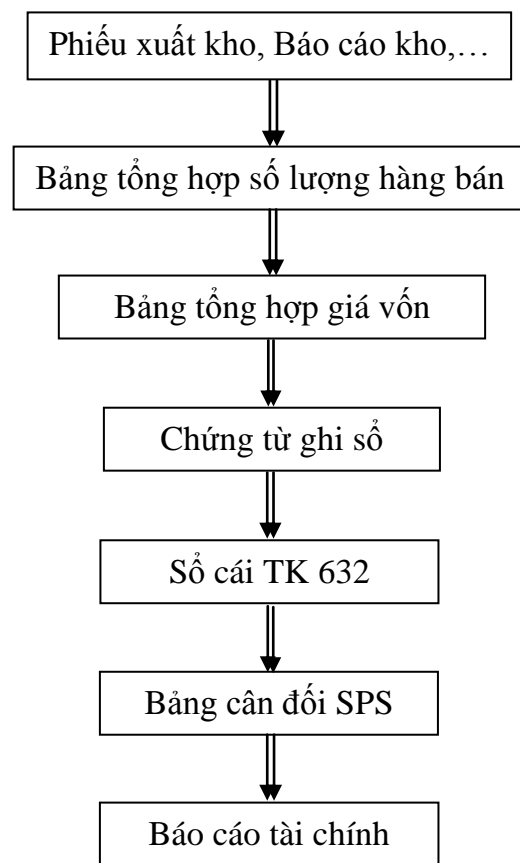 Phiếu xuất kho, Báo cáo kho,…
Bảng tổng hợp số lượng hàng bán
Bảng tổng hợp giá vốn
Chứng từ ghi sổ
Sổ cái TK 632
Bảng cân đối SPS
Báo cáo tài chính